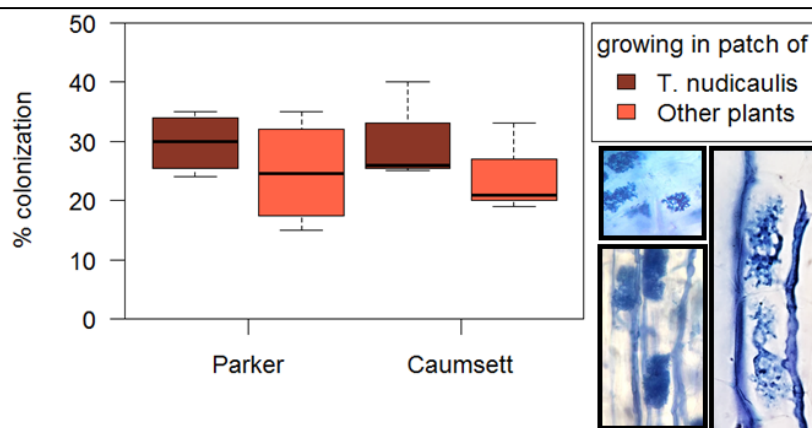 50
40
30
20
10
0
% colonization
Parker Caumsett
growing in patch of
T. nudicaulis
Other plants